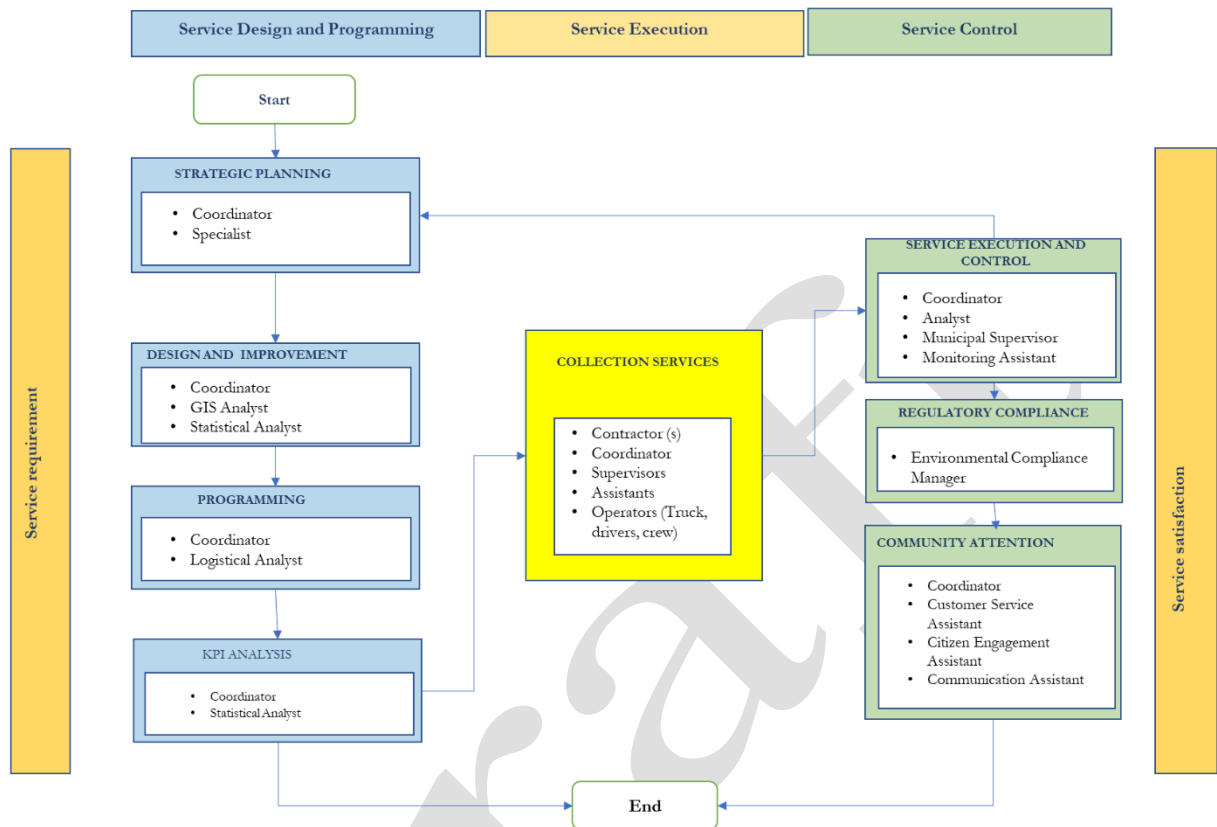 Service Design and Programming
Service Execution
Service Control
Start
Service requirement
STRATEGIC PLANNING
• Coordinator
• Specialist
DESIGN AND IMPROVEMENT
• Coordinator
• GIS Analyst
• Statistical Analyst
PROGRAMMING
• Coordinator
• Logistical Analyst
KPI ANALYSIS
• Coordinator
• Statistical Analyst
COLLECTION SERVICES
• Contractor (s)
• Coordinator
• Supervisors
• Assistants
• Operators (Truck,
drivers, crew)
SERVICE EXECUTION AND
CONTROL
• Coordinator
• Analyst
• Municipal Supervisor
• Monitoring Assistant
REGULATORY COMPLIANCE
• Environmental Compliance
Manager
COMMUNITY ATTENTION
• Coordinator
• Customer Service
Assistant
• Citizen Engagement
Assistant
• Communication Assistant
Service satisfaction
End